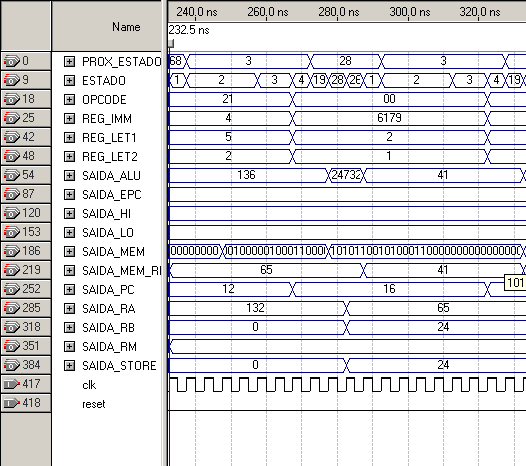 Name
240,0 ns 260,0 ns 280,0 ns 300,0 ns 320,0 ns
232.5 ns
0 PROX_ESTADO 68 3 28 3
9 ESTADO 1 2 3 4 19 28 28 1 2 3 4 19
18 OPCODE 21 00
25 REG_IMM 4 6179
42 REG_LET1 5 2
48 REG_LET2 2 1
54 SAIDA_ALU 136 24732 41
87 SAIDA_EPC
120 SAIDA_HI
153 SAIDA_LO
186 SAIDA_MEM
219 SAIDA_MEM_RI 65 41
252 SAIDA_PC 12 16 101
285 SAIDA_RA 132 65
318 SAIDA_RB 0 24
351 SAIDA_RM
384 SAIDA_STORE 0 24
417 clk
418 reset